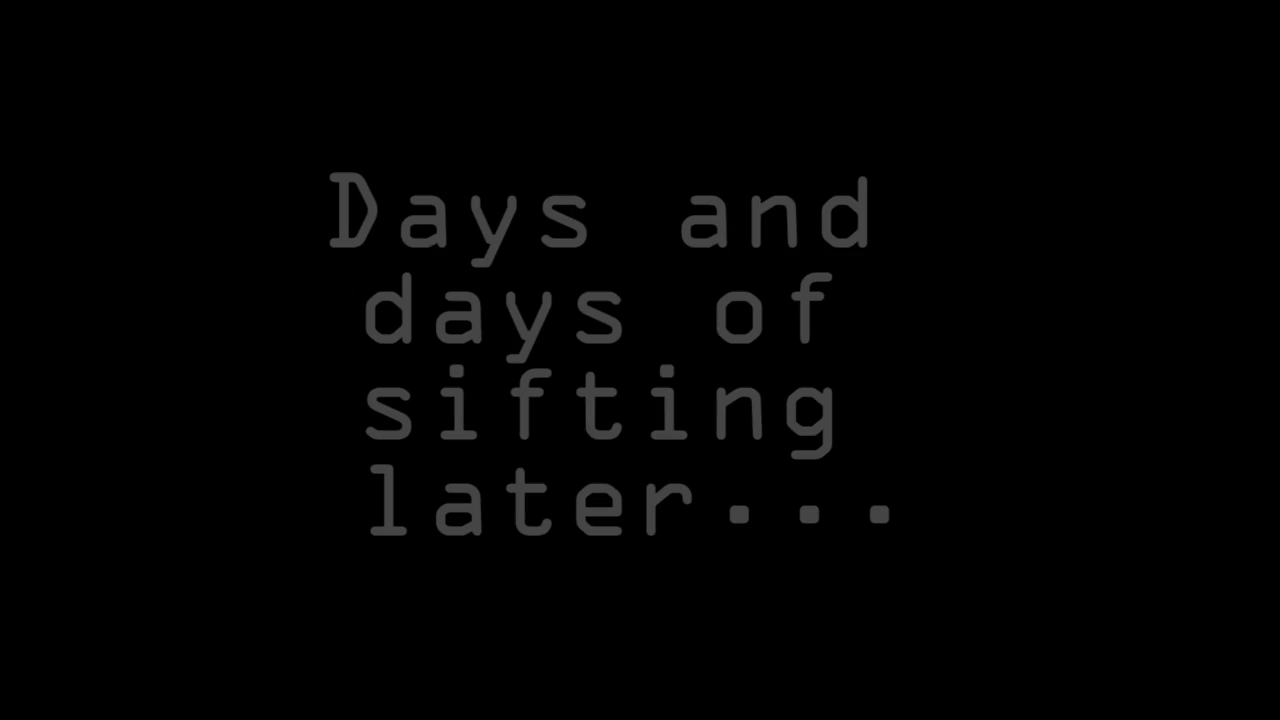 Days and
days of
sifting
later...